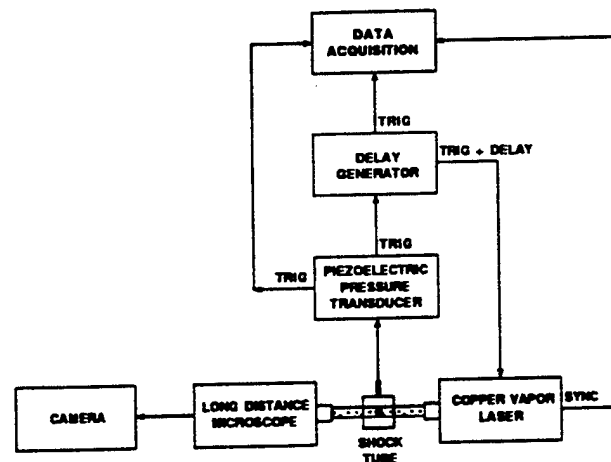 DATA
ACQUISITION
TRIG
DELAY
GENERATOR
TRIG + DELAY
TRIG
TRIG
PIEZOELECTRIC
PRESSURE
TRANSDUCER
CAMERA
LONG DISTANCE
MICROSCOPE
SHOCK
TUBE
COPPER VAPOR
LASER
SYNC